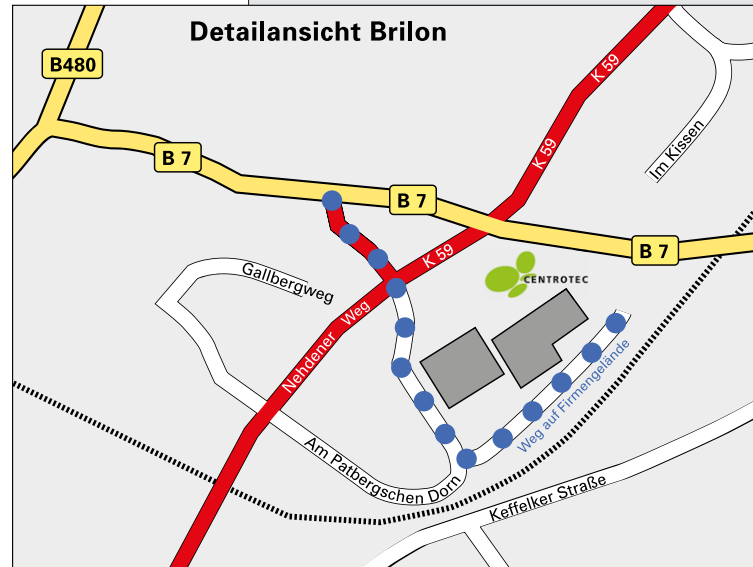 Detailansicht Brilon
B480
K 59
B 7
K 59
Im Kissen
B 7
K 59
B 7
Gallbergweg
CENTROTEC
Nehdener Weg
Weg auf Firmengelände
Am Patbergschen Dorn
Keffelker Straße